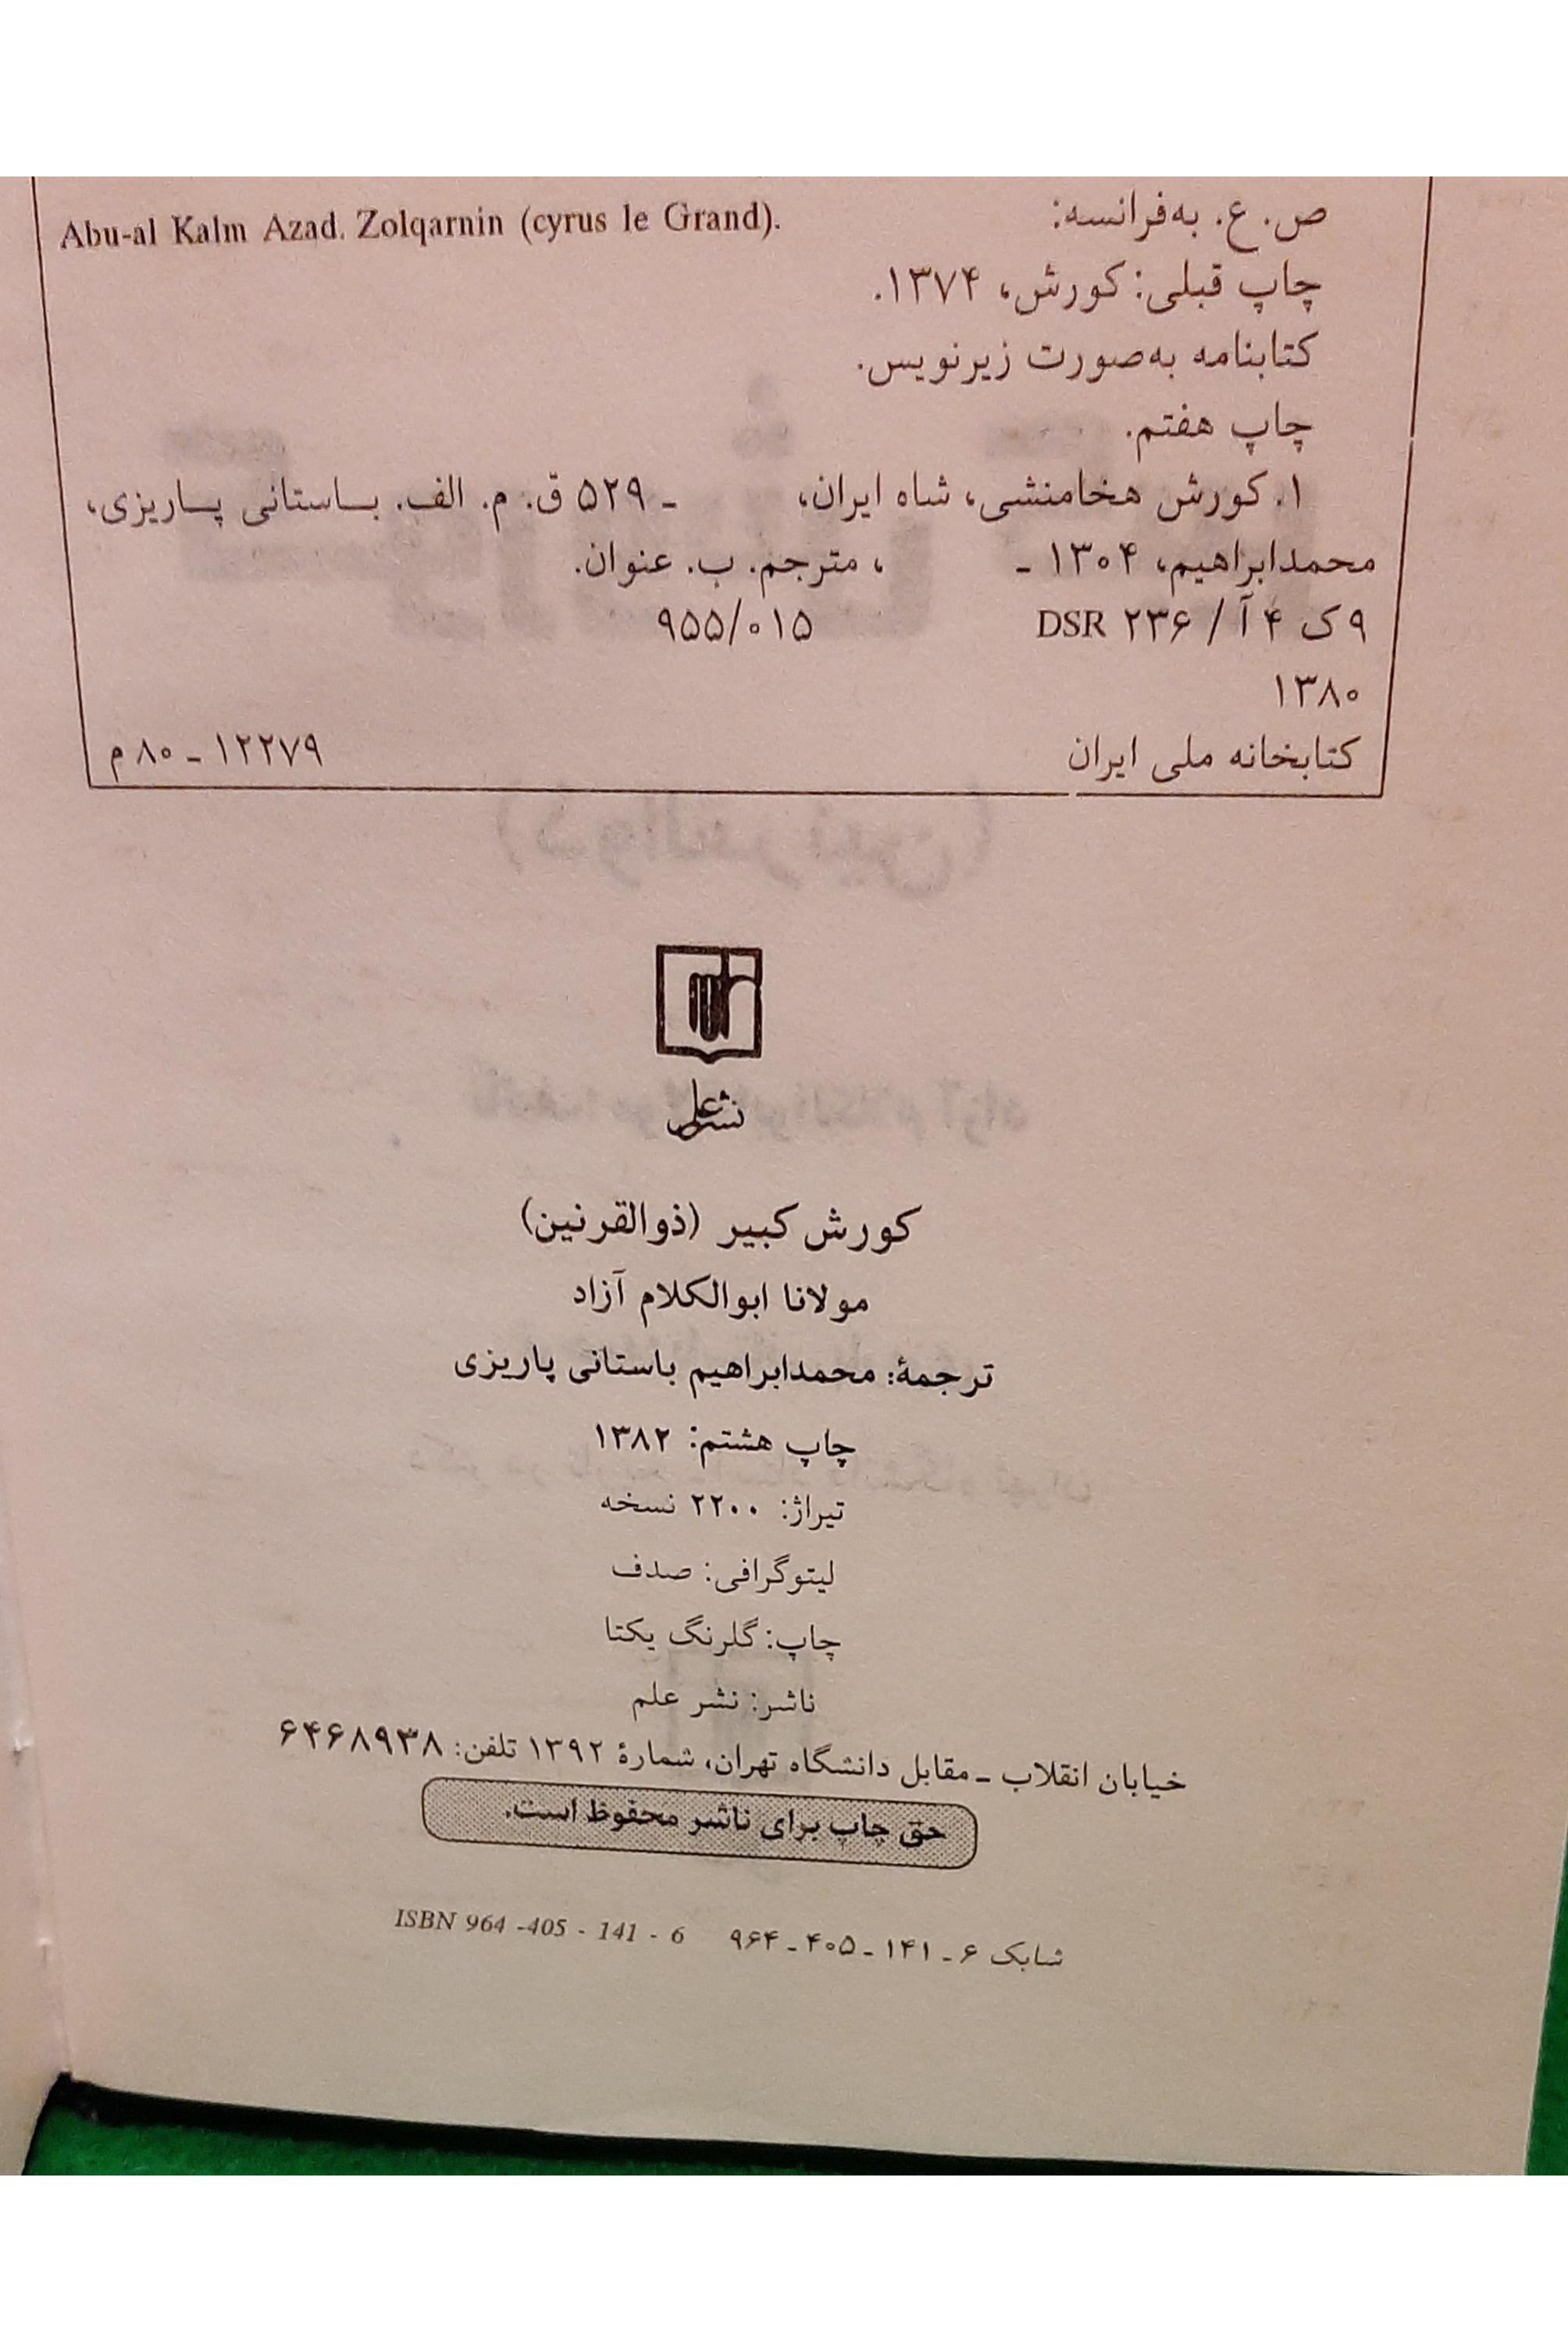 ص. ع. به‌فرانسه: Abu-al Kalm Azad. Zolqarnin (cyrus le Grand).
چاپ قبلی: کورش، ۱۳۷۴.
کتابنامه به‌صورت زیرنویس.
چاپ هفتم.
۱. کورش هخامنشی، شاه ایران، ـ ۵۲۹ ق. م. الف. باستانی پاریزی،
محمدابراهیم، ۱۳۰۴ ـ ، مترجم. ب. عنوان.
۹ ک ۴ آ / ۲۳۶ DSR ۹۵۵/۰۱۵
۱۳۸۰
کتابخانه ملی ایران ۱۲۲۷۹ ـ ۸۰ م
نشر علم
کورش کبیر (ذوالقرنین)
مولانا ابوالکلام آزاد
ترجمهٔ: محمدابراهیم باستانی پاریزی
چاپ هشتم: ۱۳۸۲
تیراژ: ۲۲۰۰ نسخه
لیتوگرافی: صدف
چاپ: گلرنگ یکتا
ناشر: نشر علم
خیابان انقلاب ـ مقابل دانشگاه تهران، شمارهٔ ۱۳۹۲ تلفن: ۶۴۶۸۹۳۸
حق چاپ برای ناشر محفوظ است.
شابک ۶ ـ ۱۴۱ ـ ۴۰۵ ـ ۹۶۴ ISBN 964 -405 - 141 - 6